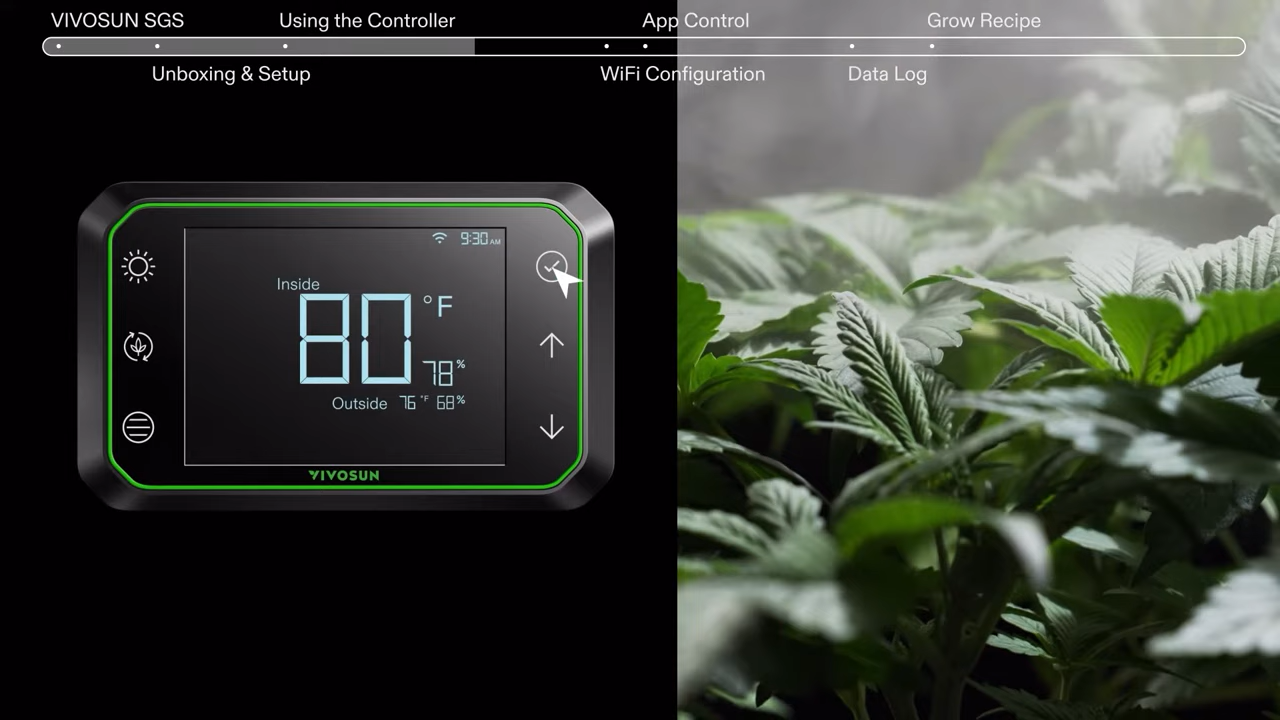 VIVOSUN SGS
Using the Controller
App Control
Grow Recipe
Unboxing & Setup
WiFi Configuration
Data Log
9:30 AM
Inside
80 °F
78%
Outside 76 °F 68%
VIVOSUN